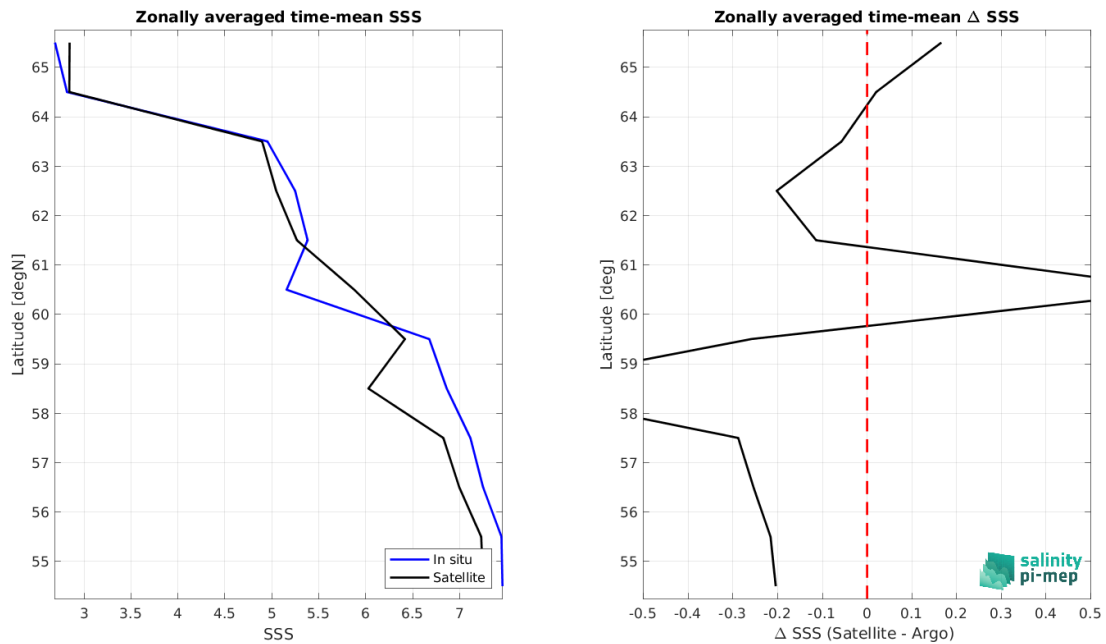 Zonally averaged time-mean SSS
Latitude [degN]
65
64
63
62
61
60
59
58
57
56
55
3 3.5 4 4.5 5 5.5 6 6.5 7
SSS
In situ
Satellite
Zonally averaged time-mean Δ SSS
Latitude [deg]
65
64
63
62
61
60
59
58
57
56
55
-0.5 -0.4 -0.3 -0.2 -0.1 0 0.1 0.2 0.3 0.4 0.5
Δ SSS (Satellite - Argo)
salinity
pi-mep